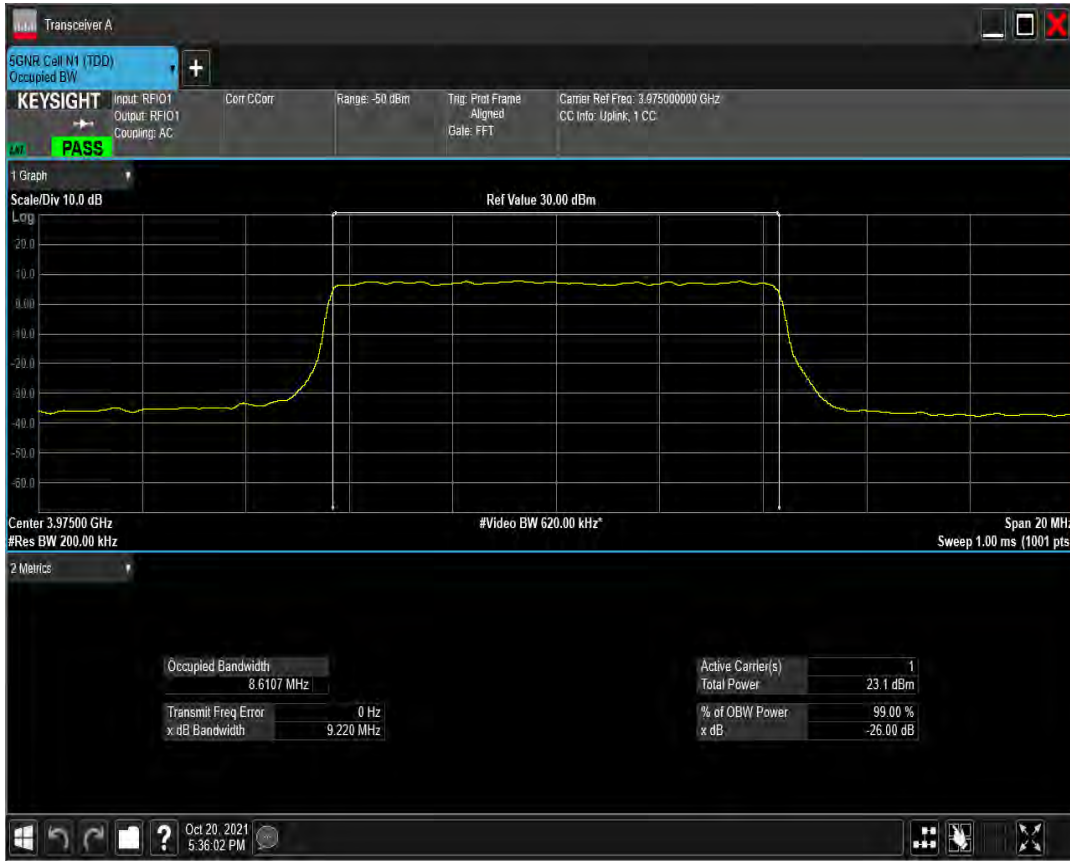 Transceiver A
5GNR Cell N1 (TDD)
Occupied BW
+
KEYSIGHT
Input: RFIO1
Output: RFIO1
Coupling: AC
Corr CCorr
Range: -50 dBm
Trig: Prot Frame
Aligned
Gate: FFT
Carrier Ref Freq: 3.975000000 GHz
CC Info: Uplink, 1 CC
PASS
1 Graph
Scale/Div 10.0 dB
Ref Value 30.00 dBm
Log
20.0
10.0
0.00
-10.0
-20.0
-30.0
-40.0
-50.0
-60.0
Center 3.97500 GHz
#Video BW 620.00 kHz*
Span 20 MHz
#Res BW 200.00 kHz
Sweep 1.00 ms (1001 pts
2 Metrics
Occupied Bandwidth
8.6107 MHz
Transmit Freq Error 0 Hz
x dB Bandwidth 9.220 MHz
Active Carrier(s) 1
Total Power 23.1 dBm
% of OBW Power 99.00 %
x dB -26.00 dB
?
Oct 20, 2021
5:36:02 PM